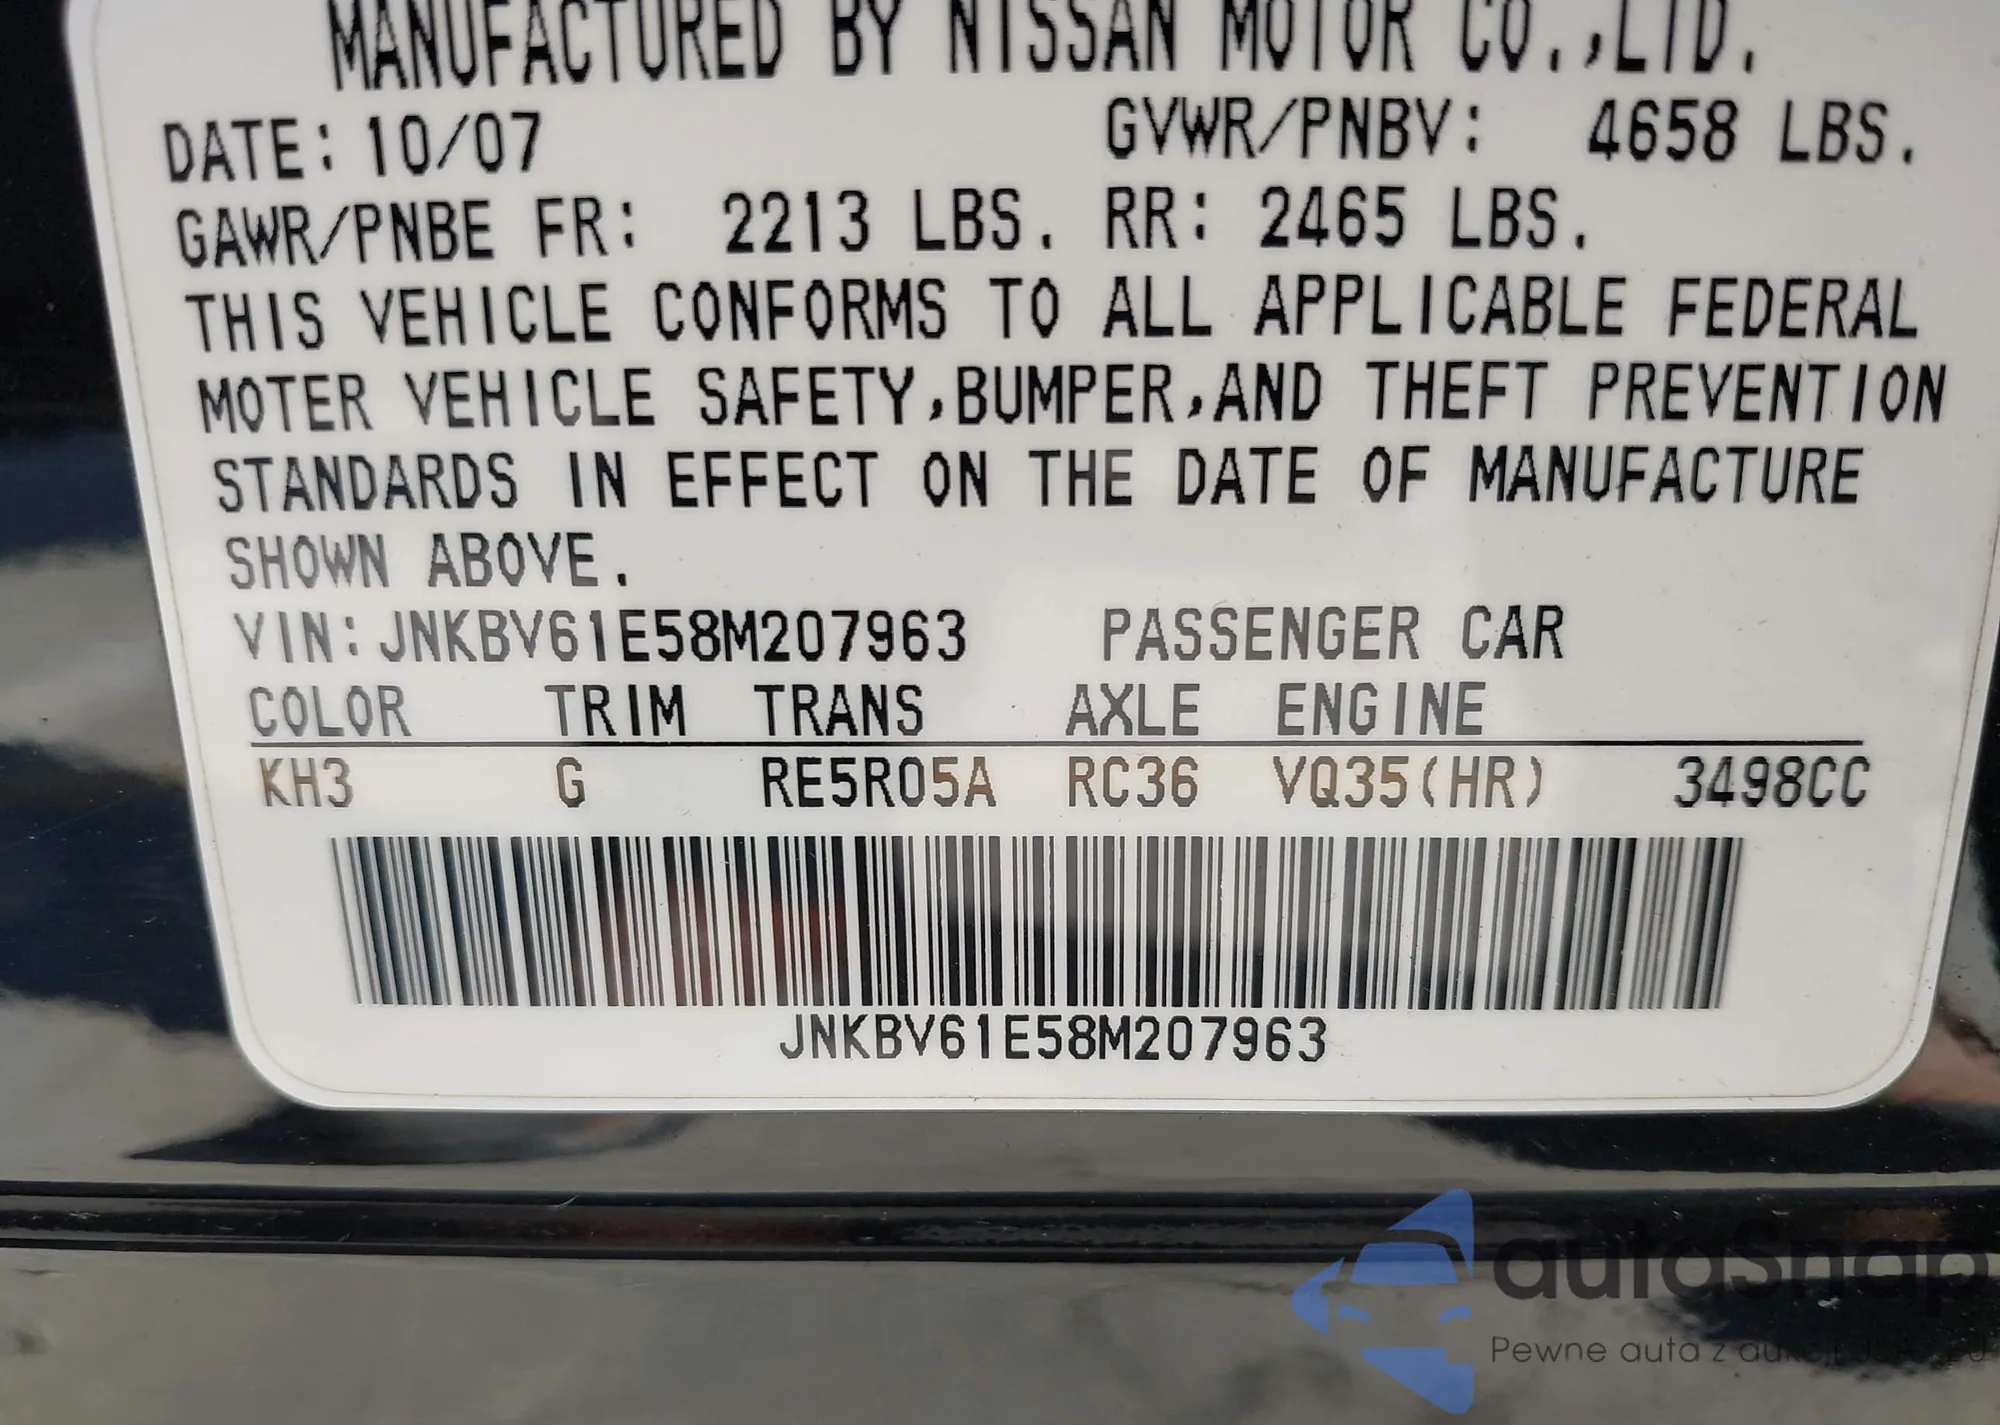 MANUFACTURED BY NISSAN MOTOR CO.,LTD.
DATE: 10/07 GVWR/PNBV: 4658 LBS.
GAWR/PNBE FR: 2213 LBS. RR: 2465 LBS.
THIS VEHICLE CONFORMS TO ALL APPLICABLE FEDERAL
MOTER VEHICLE SAFETY,BUMPER,AND THEFT PREVENTION
STANDARDS IN EFFECT ON THE DATE OF MANUFACTURE
SHOWN ABOVE.
VIN: JNKBV61E58M207963 PASSENGER CAR
COLOR TRIM TRANS AXLE ENGINE
KH3 G RE5R05A RC36 VQ35(HR) 3498CC
JNKBV61E58M207963
autoSnap
Pewne auta z aukcji